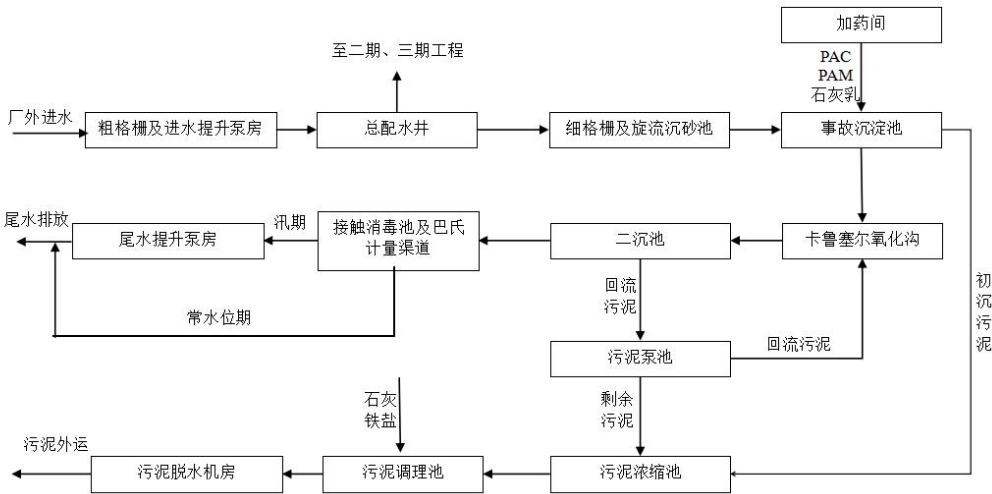 加药间
至二期、三期工程
PAC
PAM
石灰乳
厂外进水
粗格栅及进水提升泵房
总配水井
细格栅及旋流沉砂池
事故沉淀池
尾水排放
尾水提升泵房
汛期
接触消毒池及巴氏
计量渠道
二沉池
卡鲁塞尔氧化沟
回流
污泥
初
沉
污
泥
常水位期
污泥泵池
回流污泥
石灰
铁盐
剩余
污泥
污泥外运
污泥脱水机房
污泥调理池
污泥浓缩池